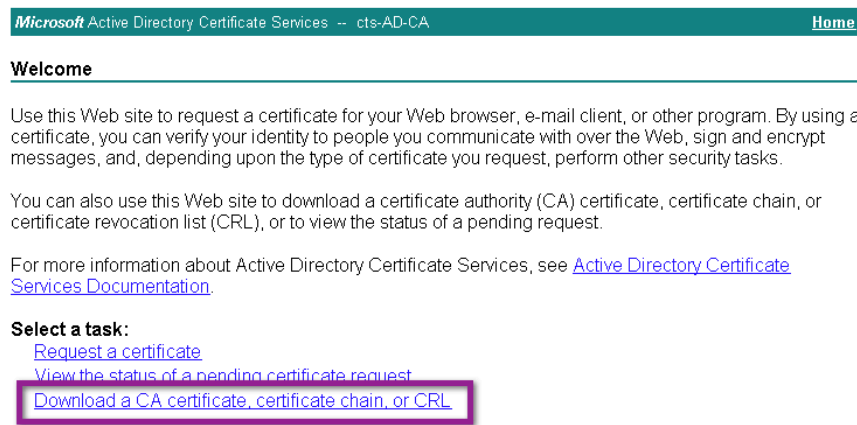 Microsoft Active Directory Certificate Services -- cts-AD-CA Home
Welcome
Use this Web site to request a certificate for your Web browser, e-mail client, or other program. By using a
certificate, you can verify your identity to people you communicate with over the Web, sign and encrypt
messages, and, depending upon the type of certificate you request, perform other security tasks.
You can also use this Web site to download a certificate authority (CA) certificate, certificate chain, or
certificate revocation list (CRL), or to view the status of a pending request.
For more information about Active Directory Certificate Services, see Active Directory Certificate
Services Documentation.
Select a task:
Request a certificate
View the status of a pending certificate request
Download a CA certificate, certificate chain, or CRL